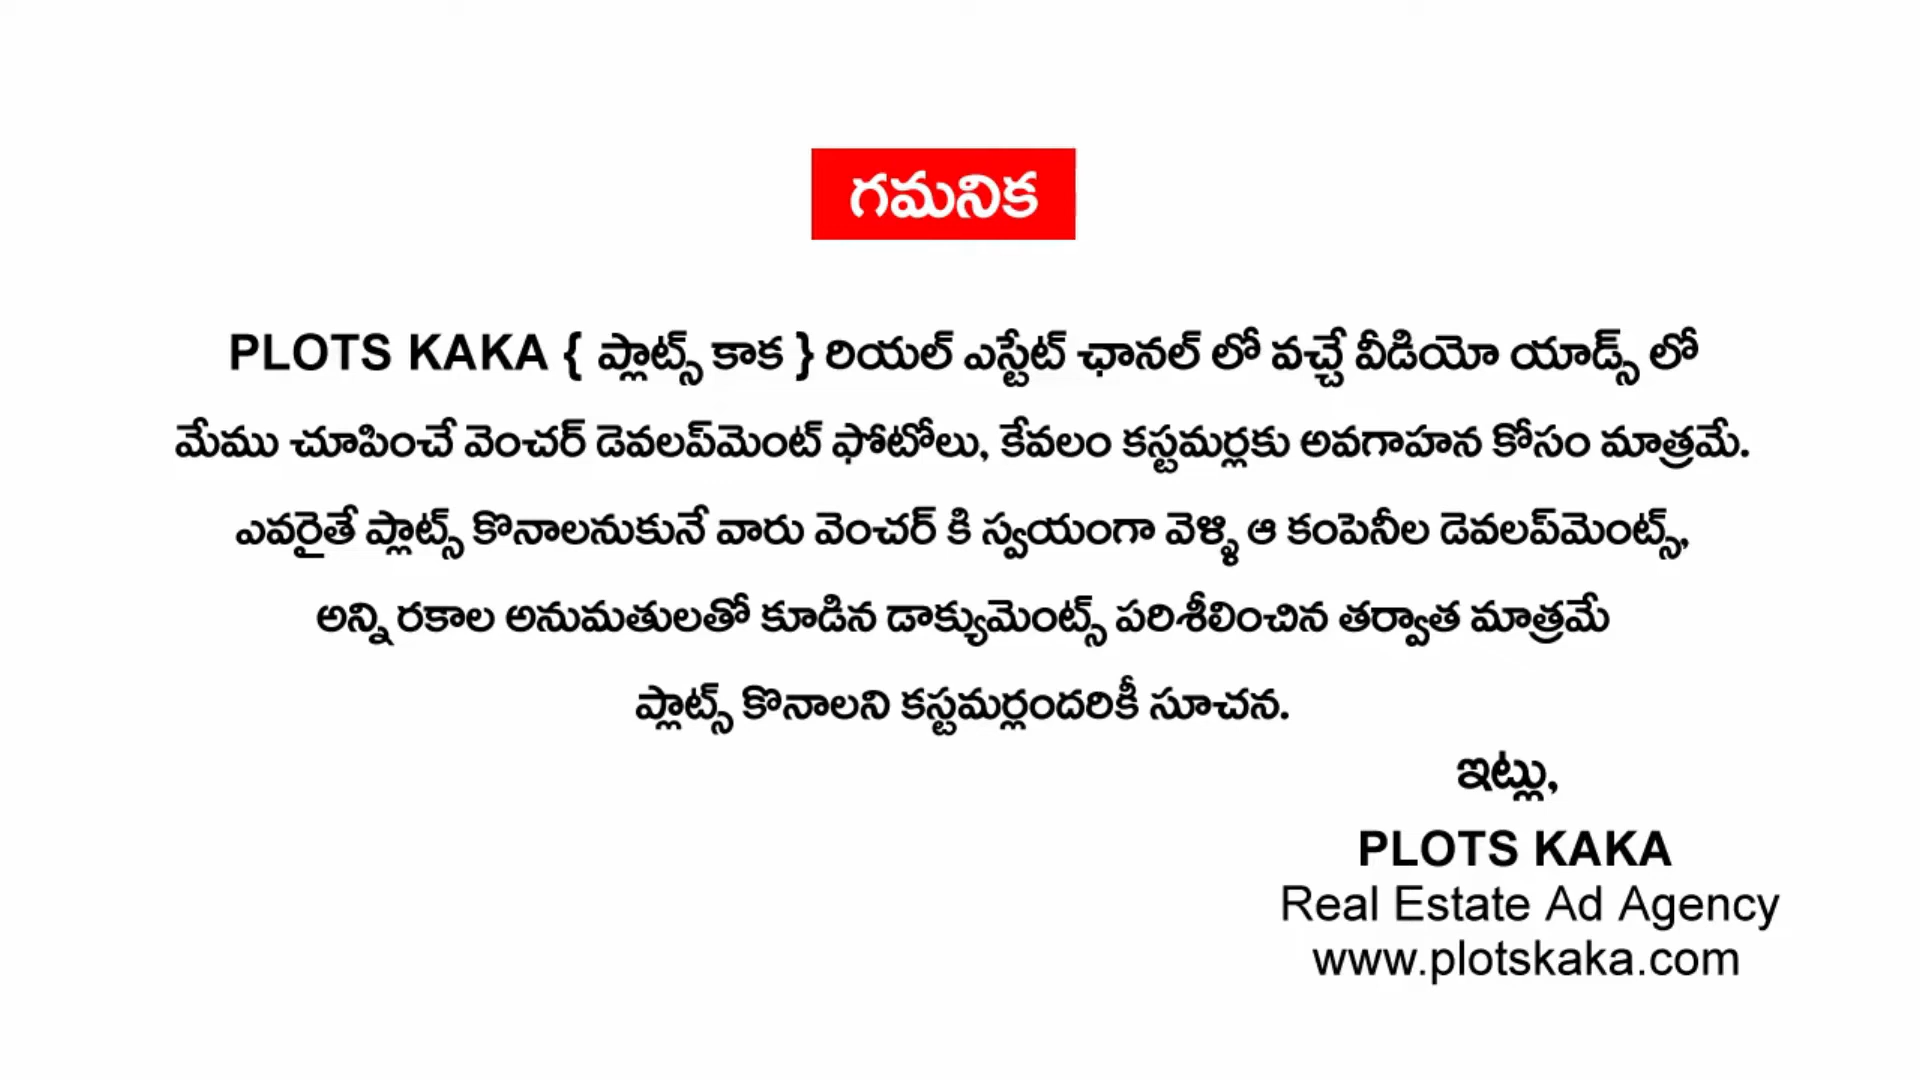 గమనిక
PLOTS KAKA { ప్లాట్స్ కాక } రియల్ ఎస్టేట్ ఛానల్ లో వచ్చే వీడియో యాడ్స్ లో
మేము చూపించే వెంచర్ డెవలప్‌మెంట్ ఫోటోలు, కేవలం కస్టమర్లకు అవగాహన కోసం మాత్రమే.
ఎవరైతే ప్లాట్స్ కొనాలనుకునే వారు వెంచర్ కి స్వయంగా వెళ్ళి ఆ కంపెనీల డెవలప్‌మెంట్స్,
అన్ని రకాల అనుమతులతో కూడిన డాక్యుమెంట్స్ పరిశీలించిన తర్వాత మాత్రమే
ప్లాట్స్ కొనాలని కస్టమర్లందరికీ సూచన.
ఇట్లు,
PLOTS KAKA
Real Estate Ad Agency
www.plotskaka.com